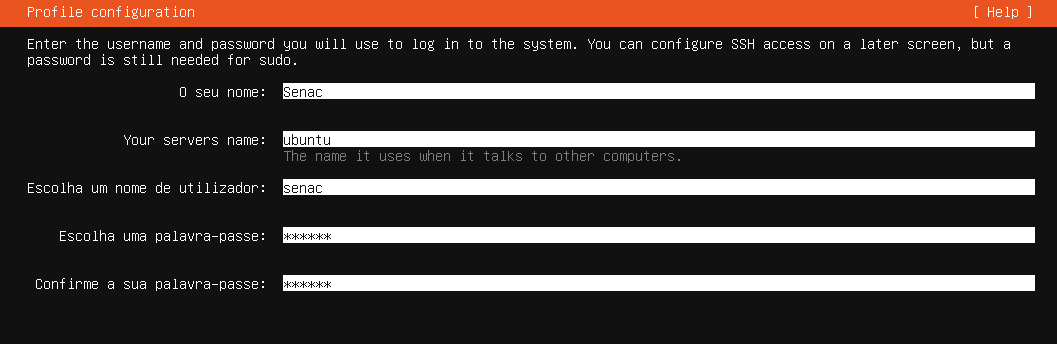 Profile configuration [ Help ]
Enter the username and password you will use to log in to the system. You can configure SSH access on a later screen, but a
password is still needed for sudo.
O seu nome: Senac
Your servers name: ubuntu
The name it uses when it talks to other computers.
Escolha um nome de utilizador: senac
Escolha uma palavra-passe: ******
Confirme a sua palavra-passe: ******